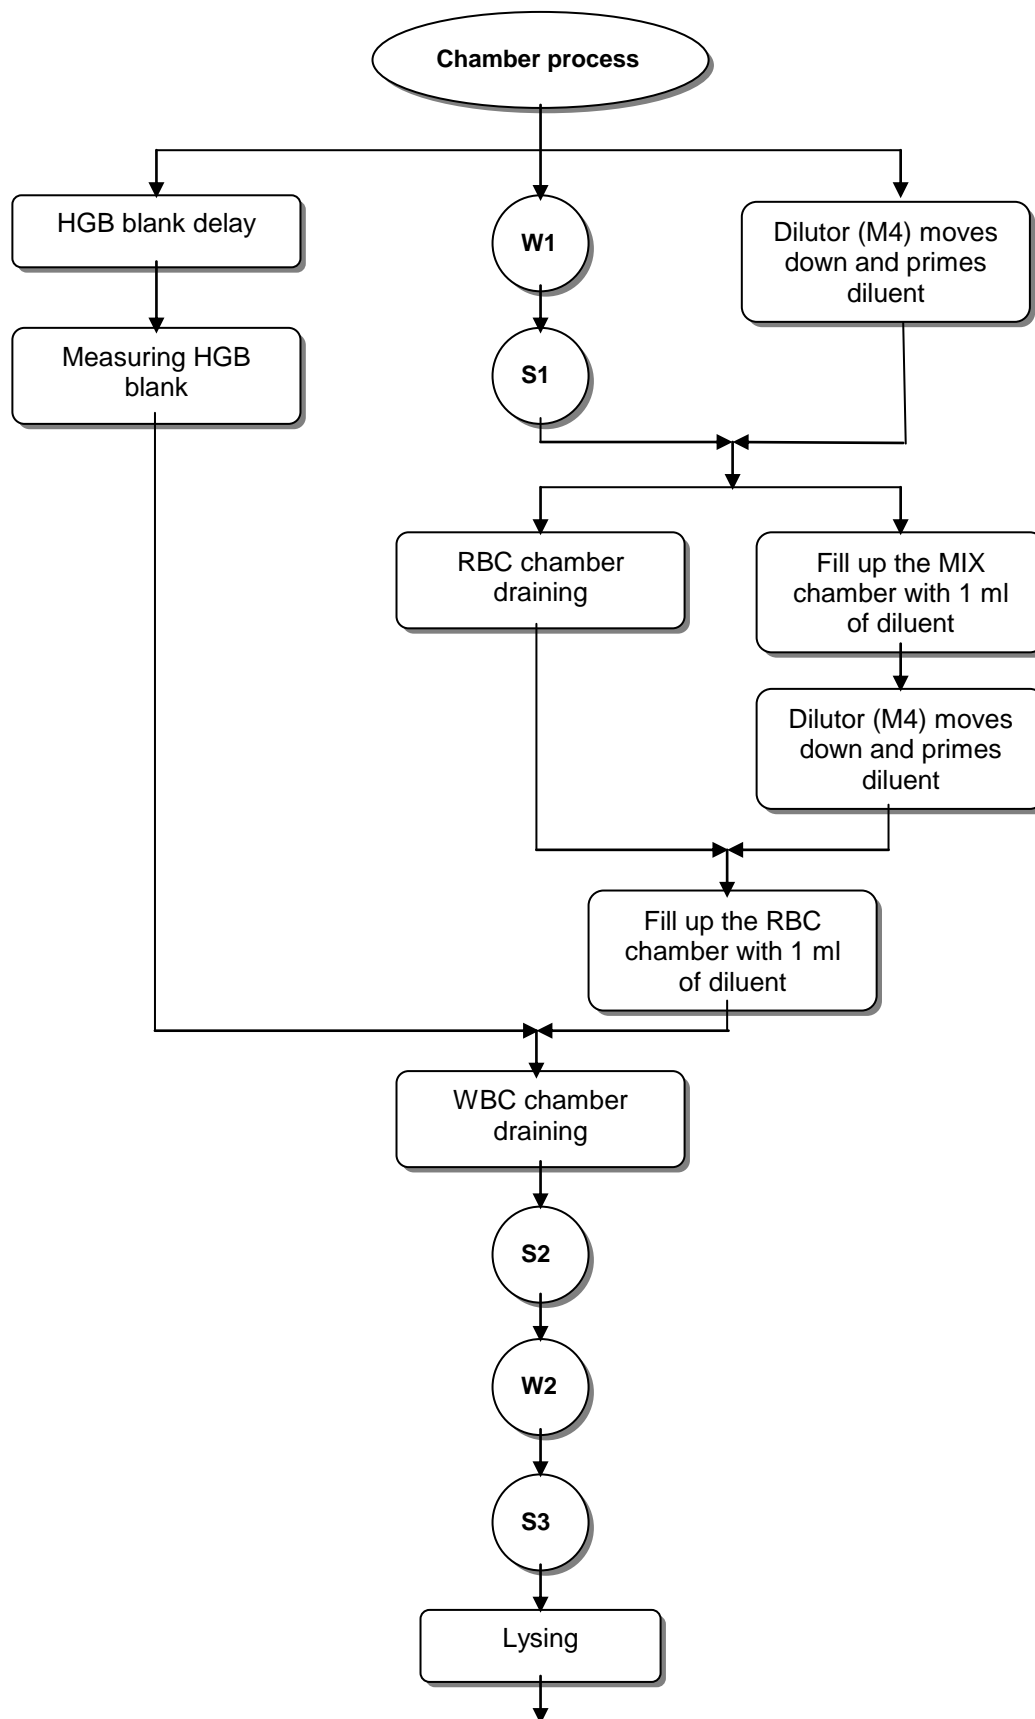 Chamber process
HGB blank delay
W1
Dilutor (M4) moves
down and primes
diluent
Measuring HGB
blank
S1
RBC chamber
draining
Fill up the MIX
chamber with 1 ml
of diluent
Dilutor (M4) moves
down and primes
diluent
Fill up the RBC
chamber with 1 ml
of diluent
WBC chamber
draining
S2
W2
S3
Lysing